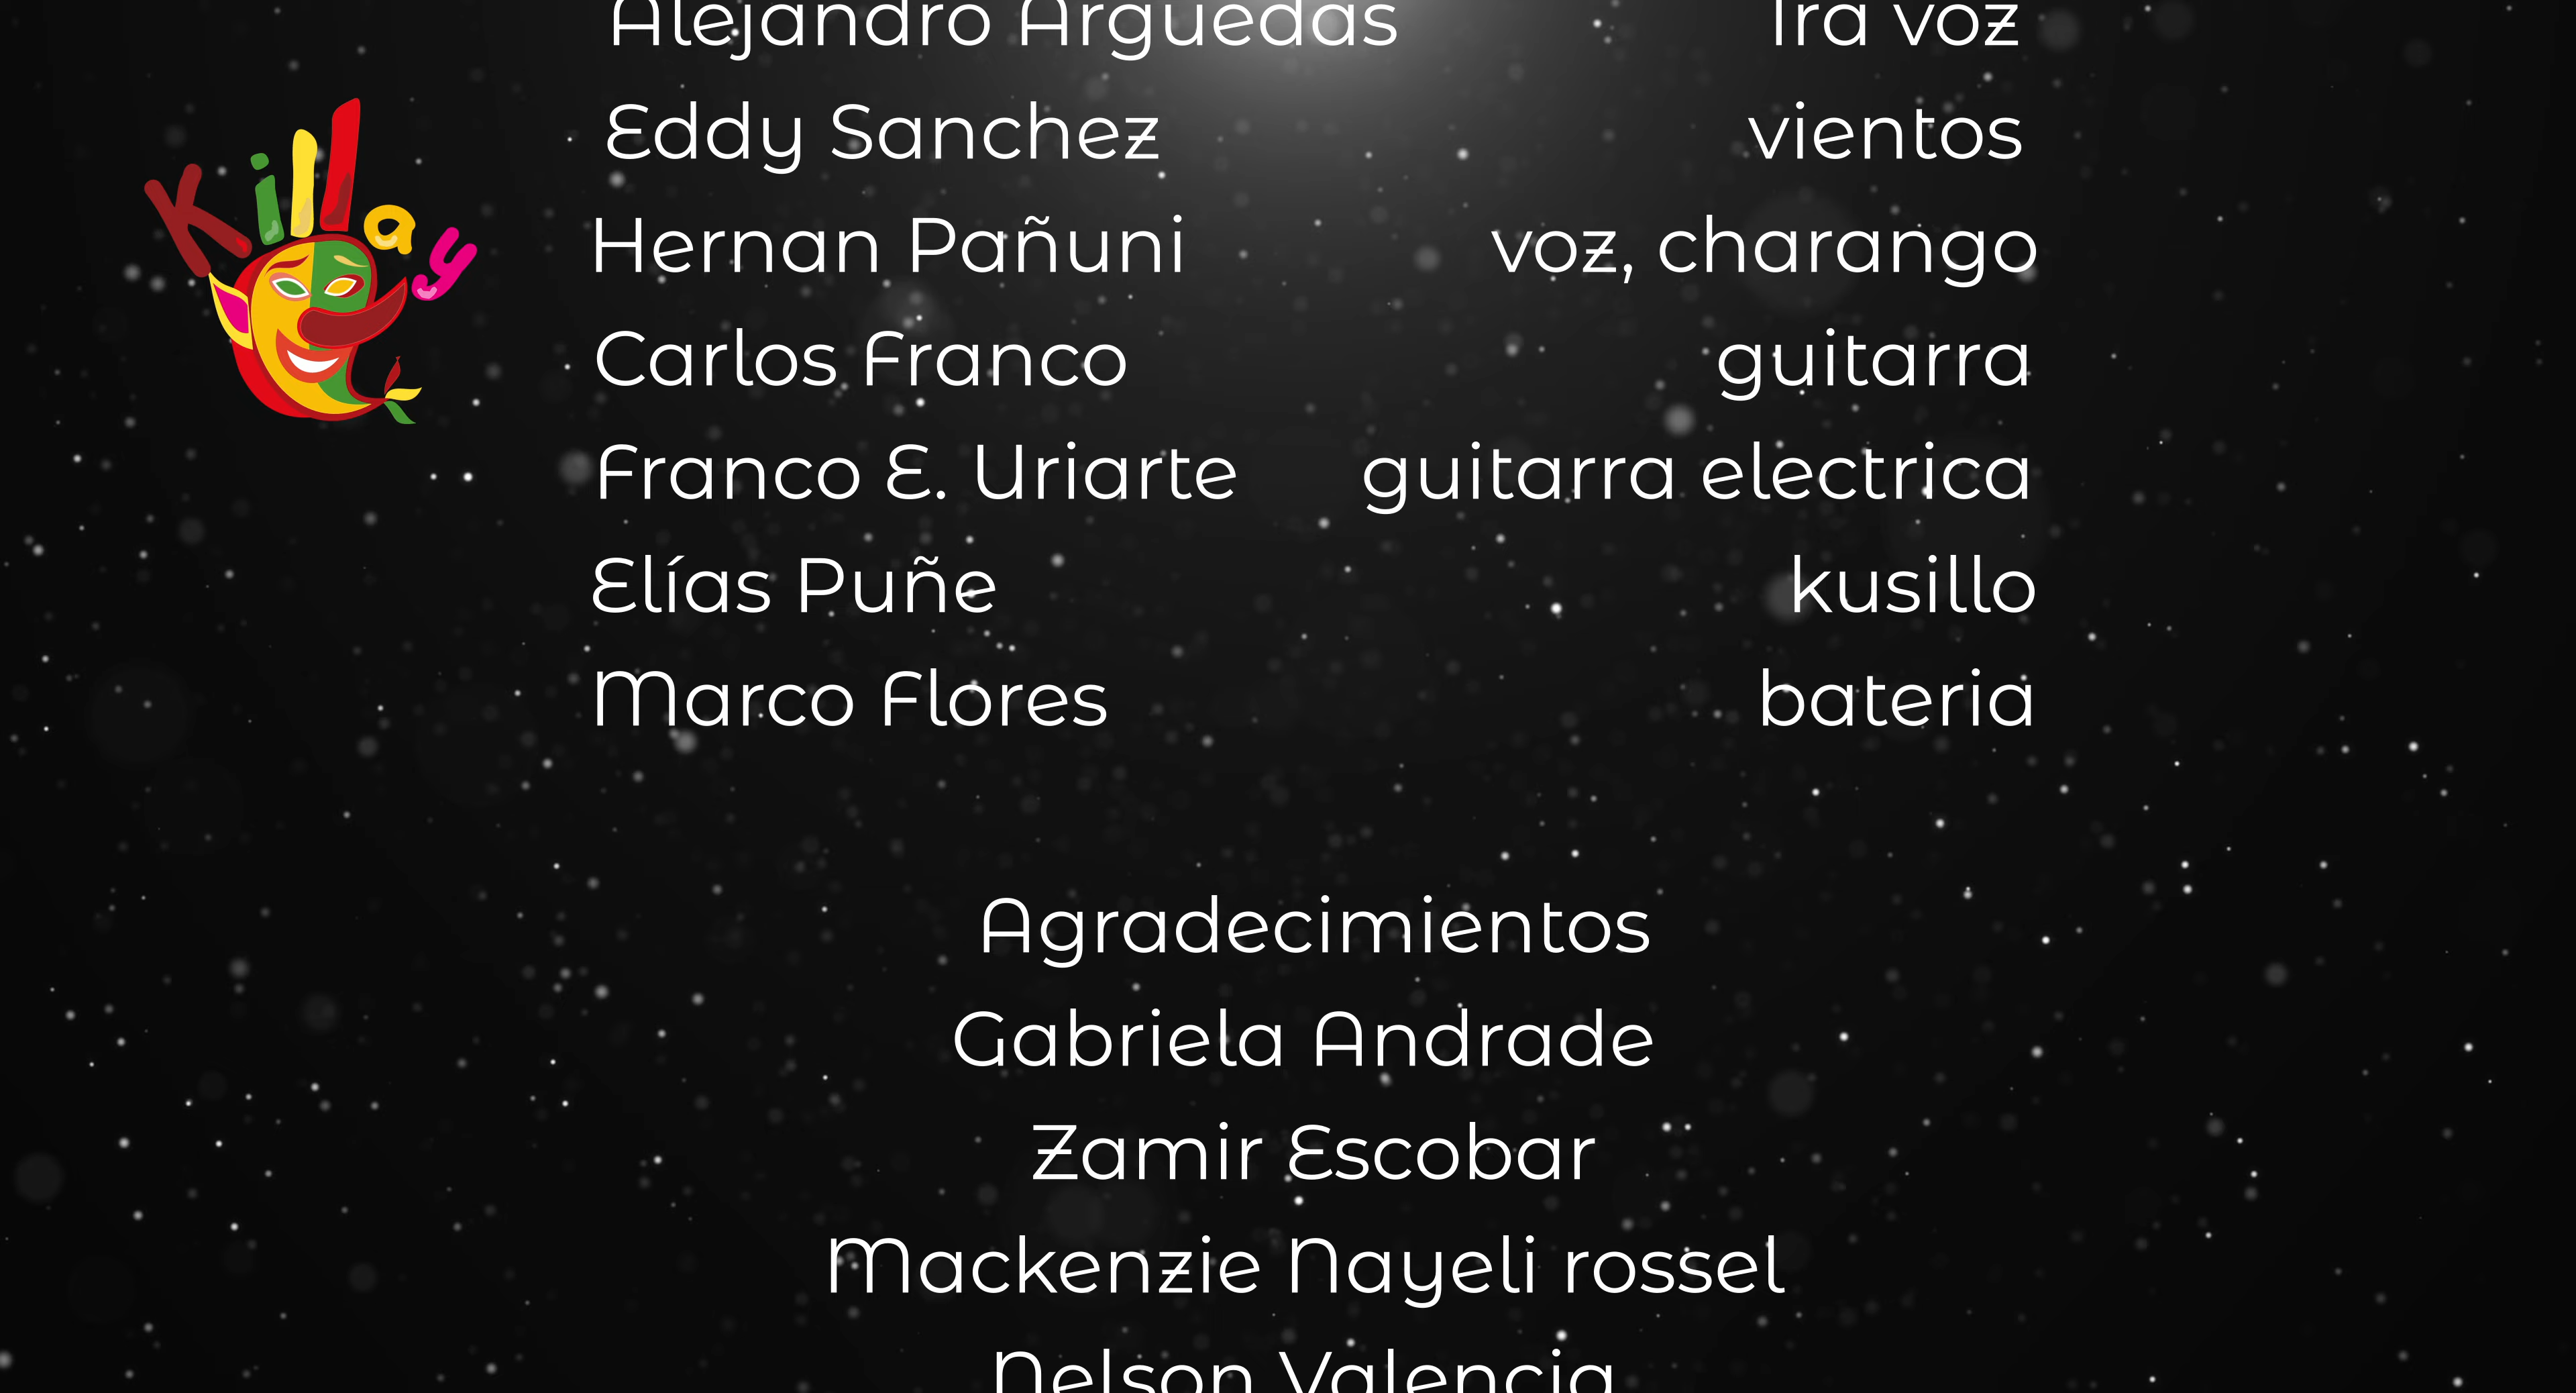 Alejandro Arguedas 1ra voz
Killay
Eddy Sanchez vientos
Hernan Pañuni voz, charango
Carlos Franco guitarra
Franco E. Uriarte guitarra electrica
Elías Puñe kusillo
Marco Flores bateria
Agradecimientos
Gabriela Andrade
Zamir Escobar
Mackenzie Nayeli rossel
Nelson Valencia